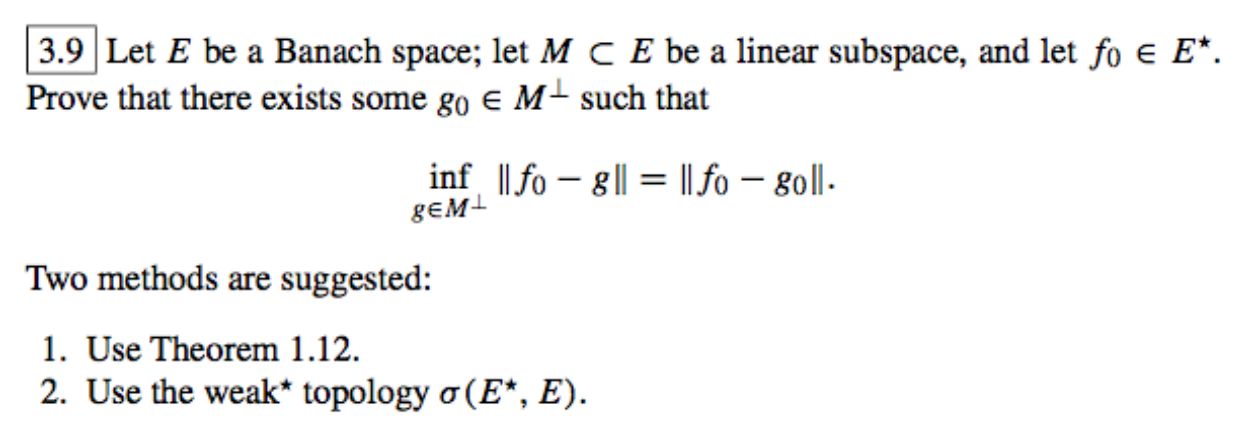 3.9 Let E be a Banach space; let M ⊂ E be a linear subspace, and let f₀ ∈ E⋆.
Prove that there exists some g₀ ∈ M⊥ such that
inf ‖f₀ − g‖ = ‖f₀ − g₀‖.
g∈M⊥
Two methods are suggested:
1. Use Theorem 1.12.
2. Use the weak⋆ topology σ(E⋆, E).